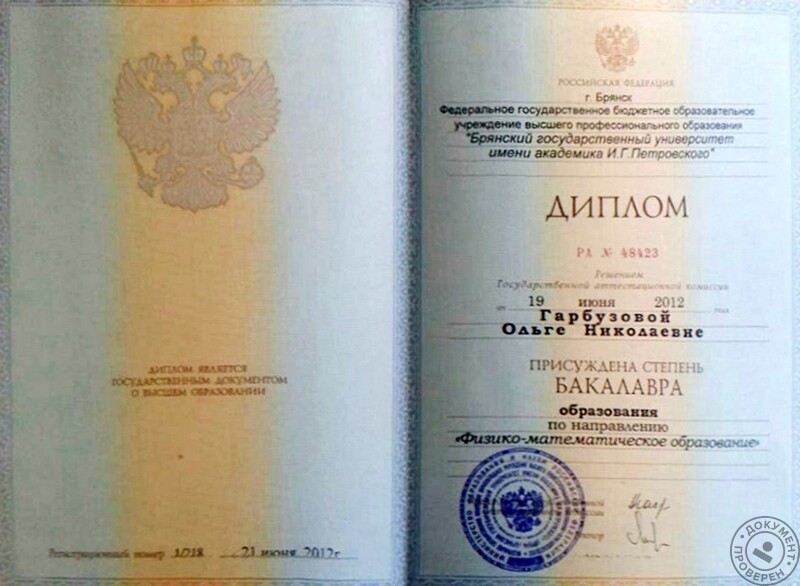 ДИПЛОМ ЯВЛЯЕТСЯ
ГОСУДАРСТВЕННЫМ ДОКУМЕНТОМ
О ВЫСШЕМ ОБРАЗОВАНИИ
Регистрационный номер 1018 21 июня 2012г
РОССИЙСКАЯ ФЕДЕРАЦИЯ
г. Брянск
Федеральное государственное бюджетное образовательное
учреждение высшего профессионального образования
"Брянский государственный университет
имени академика И.Г.Петровского"
ДИПЛОМ
РА № 48423
Решением
Государственной аттестационной комиссии
от 19 июня 2012 года
Гарбузовой
Ольге Николаевне
ПРИСУЖДЕНА СТЕПЕНЬ
БАКАЛАВРА
образования
по направлению
«Физико-математическое образование»
ДОКУМЕНТ
ПРОВЕРЕН